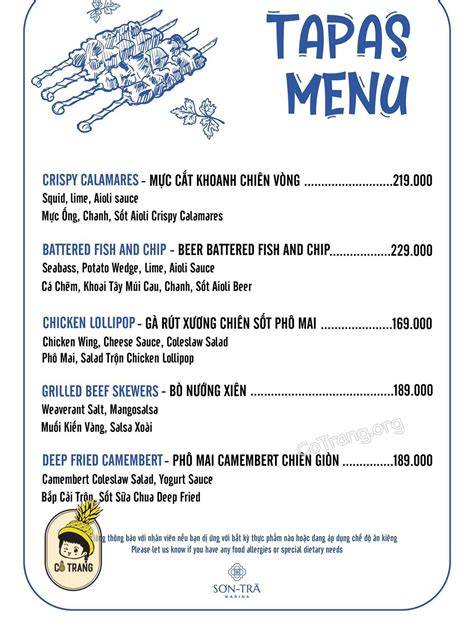 TAPAS
MENU
CRISPY CALAMARES - MỰC CẮT KHOANH CHIÊN VÒNG ........................219.000
Squid, lime, Aioli sauce
Mực Ống, Chanh, Sốt Aioli Crispy Calamares
BATTERED FISH AND CHIP - BEER BATTERED FISH AND CHIP..................229.000
Seabass, Potato Wedge, Lime, Aioli Sauce
Cá Chẽm, Khoai Tây Múi Cau, Chanh, Sốt Aioli Beer
CHICKEN LOLLIPOP - GÀ RÚT XƯƠNG CHIÊN SỐT PHÔ MAI ....................169.000
Chicken Wing, Cheese Sauce, Coleslaw Salad
Phô Mai, Salad Trộn Chicken Lollipop
GRILLED BEEF SKEWERS - BÒ NƯỚNG XIÊN ......................................189.000
Weaverant Salt, Mangosalsa
Muối Kiến Vàng, Salsa Xoài
CoTrang.org
DEEP FRIED CAMEMBERT - PHÔ MAI CAMEMBERT CHIÊN GIÒN ................189.000
Camembert Coleslaw Salad, Yogurt Sauce
Bắp Cải Trộn, Sốt Sữa Chua Deep Fried
thông báo với nhân viên nếu bạn dị ứng với bất kỳ thực phẩm nào hoặc đang áp dụng chế độ ăn kiêng
Please let us know if you have any food allergies or special dietary needs
CÔ TRANG
SƠN-TRÀ
MARINA